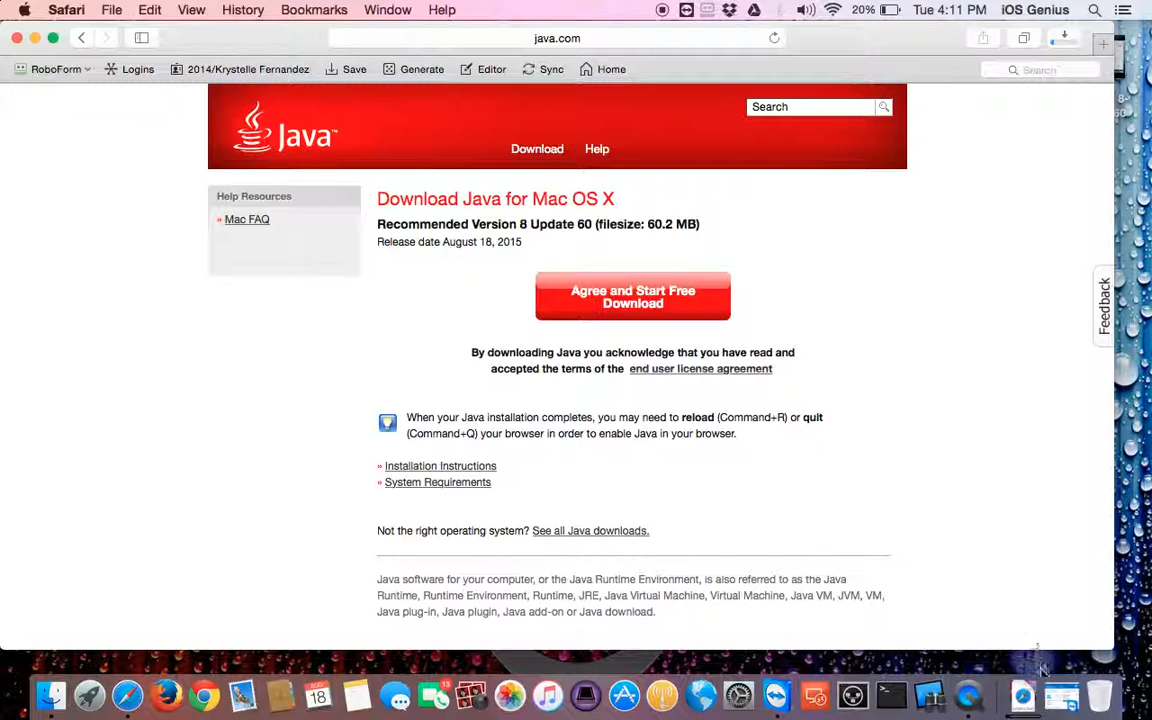 Safari File Edit View History Bookmarks Window Help 20% Tue 4:11 PM iOS Genius
java.com
RoboForm Logins 2014/Krystelle Fernandez Save Generate Editor Sync Home Search
Java™ Search
Download Help
Help Resources
» Mac FAQ
Download Java for Mac OS X
Recommended Version 8 Update 60 (filesize: 60.2 MB)
Release date August 18, 2015
Agree and Start Free
Download
Feedback
By downloading Java you acknowledge that you have read and
accepted the terms of the end user license agreement
When your Java installation completes, you may need to reload (Command+R) or quit
(Command+Q) your browser in order to enable Java in your browser.
» Installation Instructions
» System Requirements
Not the right operating system? See all Java downloads.
Java software for your computer, or the Java Runtime Environment, is also referred to as the Java
Runtime, Runtime Environment, Runtime, JRE, Java Virtual Machine, Virtual Machine, Java VM, JVM, VM,
Java plug-in, Java plugin, Java add-on or Java download.
18